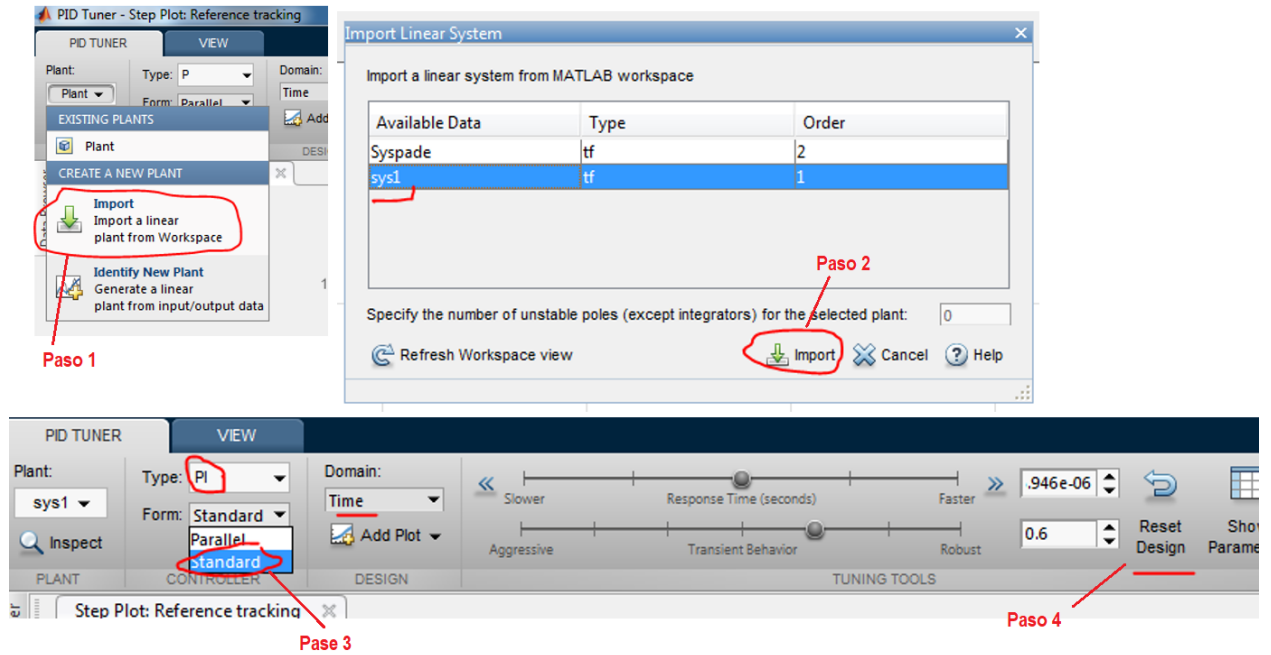 PID Tuner - Step Plot: Reference tracking
PID TUNER VIEW
Plant: Type: P Domain:
Plant Form: Parallel Time
EXISTING PLANTS Add
Plant DESI
CREATE A NEW PLANT
Import
Import a linear
plant from Workspace
Identify New Plant
Generate a linear
plant from input/output data
1
Paso 1
Import Linear System
Import a linear system from MATLAB workspace
Available Data Type Order
Syspade tf 2
sys1 tf 1
Paso 2
Specify the number of unstable poles (except integrators) for the selected plant: 0
Refresh Workspace view Import Cancel Help
PID TUNER VIEW
Plant: Type: PI Domain:
sys1 Form: Standard Time
Inspect Parallel Add Plot
Standard
Slower Response Time (seconds) Faster .946e-06
Aggressive Transient Behavior Robust 0.6
Reset
Design
Show
Parame
PLANT CONTROLLER DESIGN TUNING TOOLS
Step Plot: Reference tracking
Pase 3
Paso 4